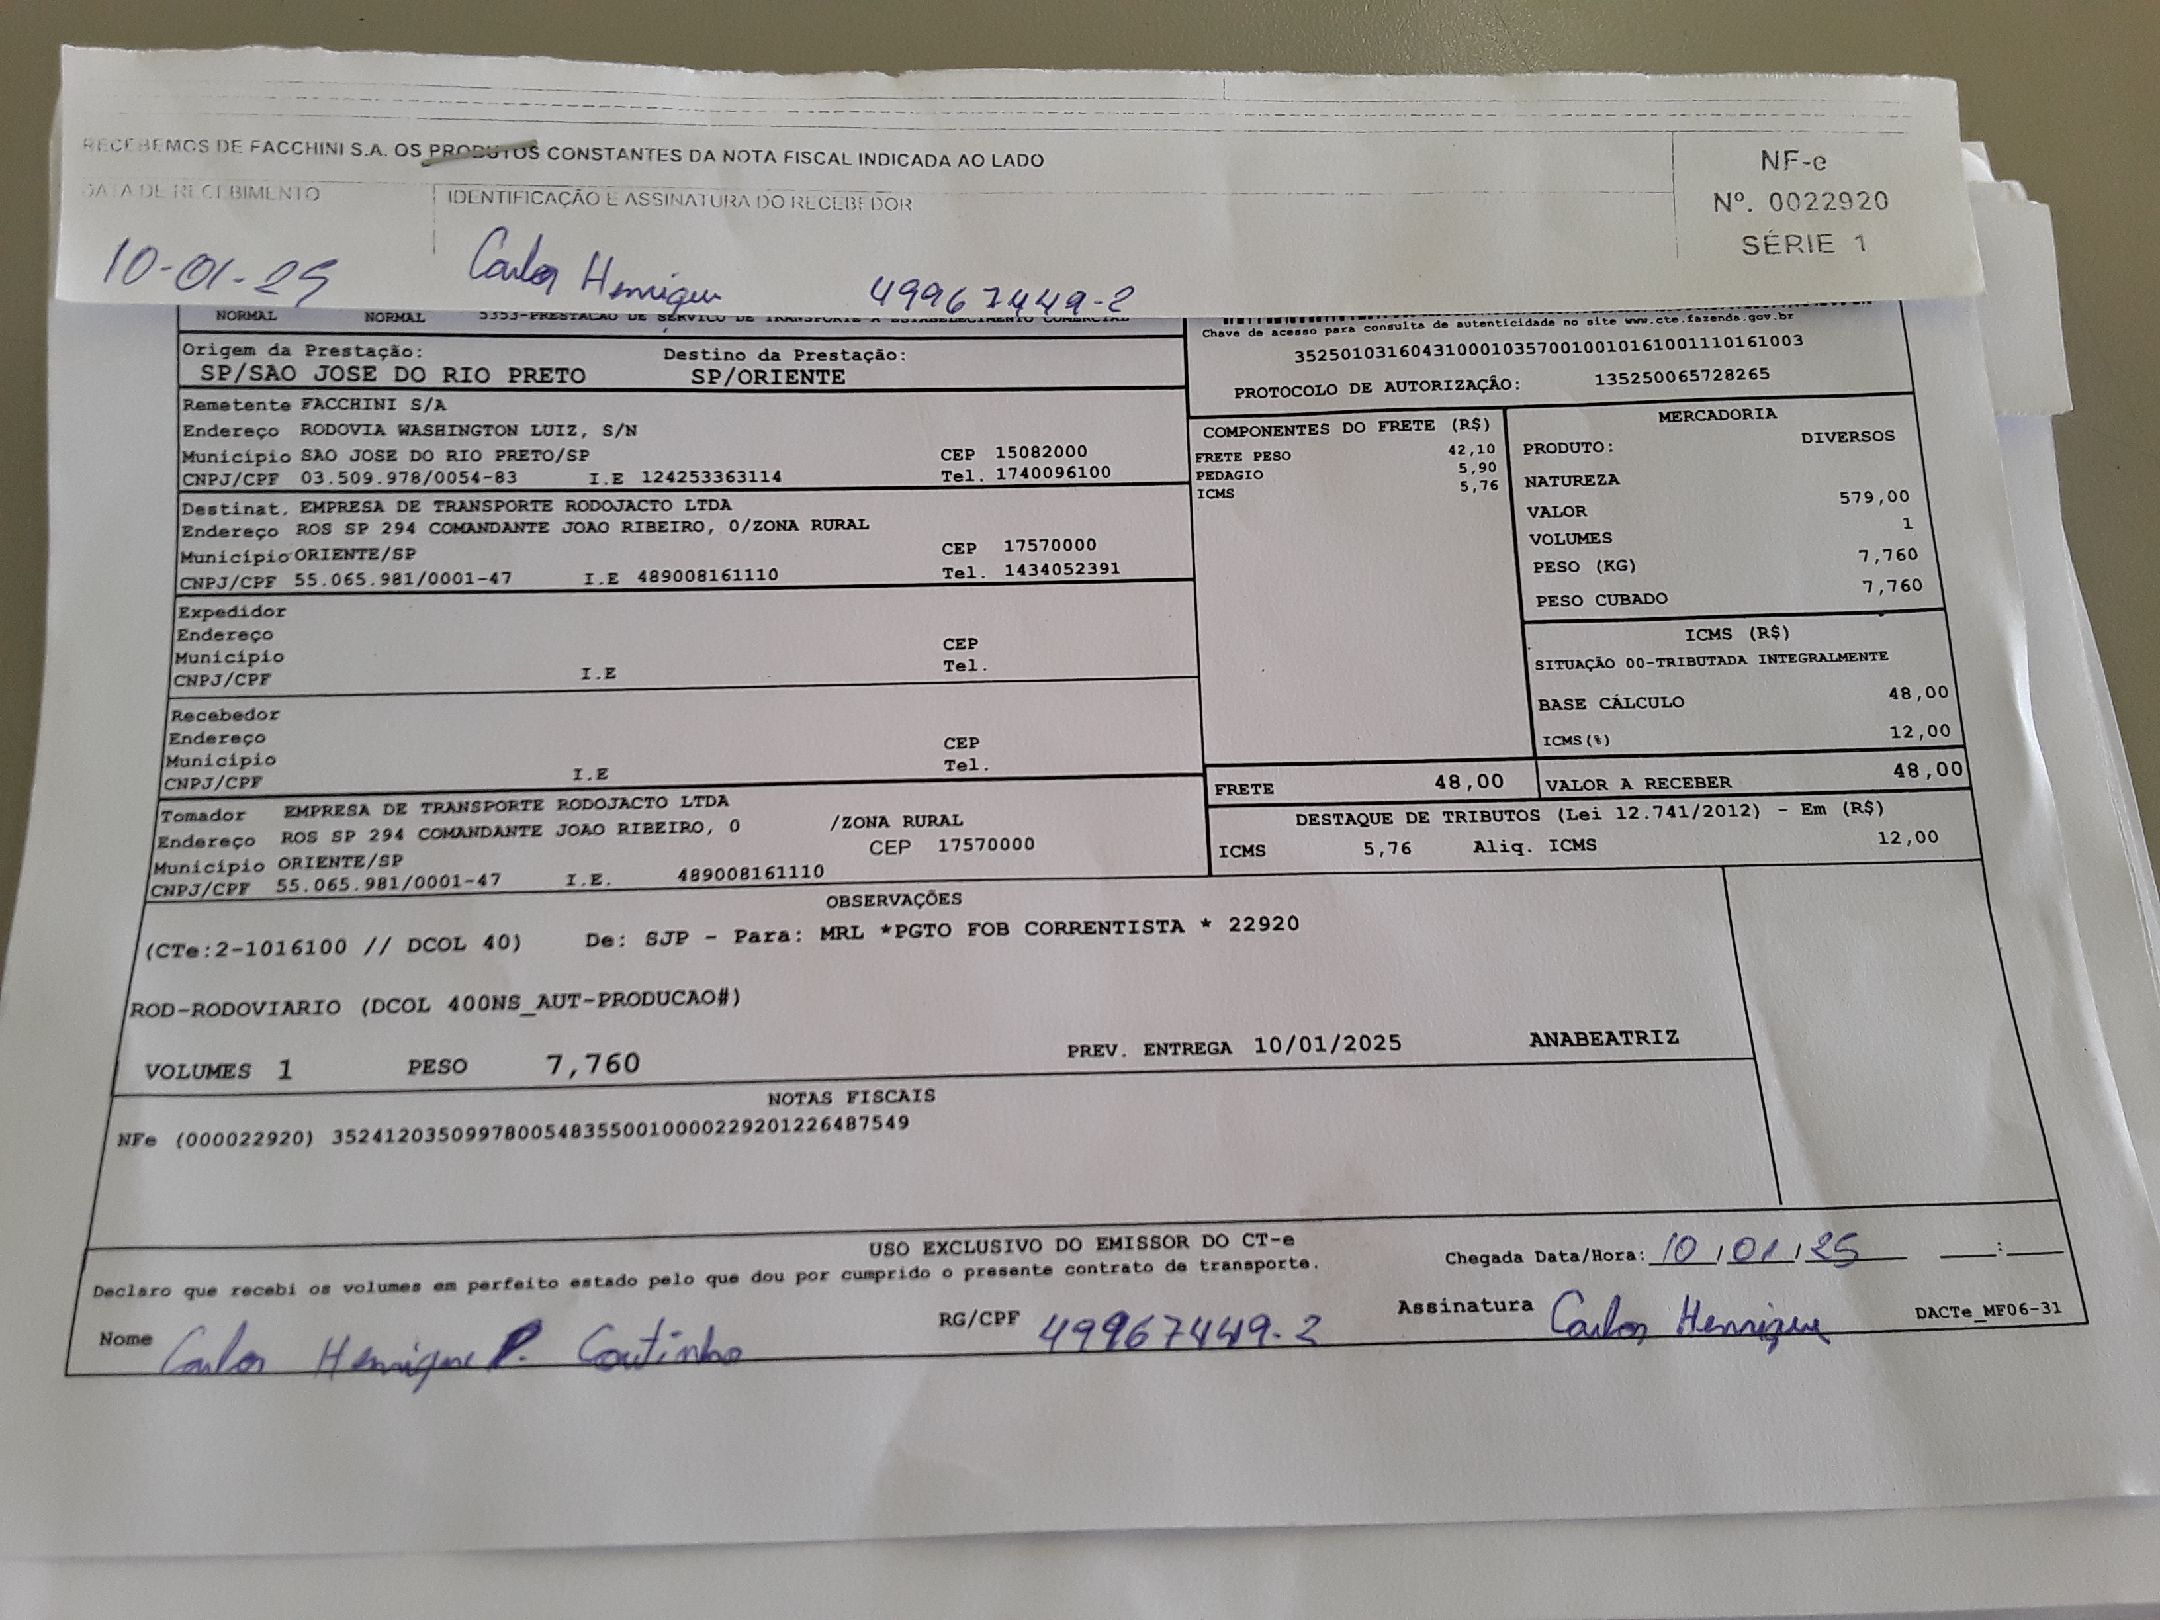 RECEBEMOS DE FACCHINI S.A. OS PRODUTOS CONSTANTES DA NOTA FISCAL INDICADA AO LADO
DATA DE RECEBIMENTO IDENTIFICAÇÃO E ASSINATURA DO RECEBEDOR
NF-e
Nº. 0022920
SÉRIE 1
10-01-25 Carlos Henrique 49967449-2
NORMAL NORMAL 5353-PRESTACAO DE SERVICO DE TRANSPORTE A ESTABELECIMENTO COMERCIAL
Chave de acesso para consulta de autenticidade no site www.cte.fazenda.gov.br
35250103160431000103570010010161001110161003
PROTOCOLO DE AUTORIZAÇÃO: 135250065728265
Origem da Prestação: Destino da Prestação:
SP/SAO JOSE DO RIO PRETO SP/ORIENTE
Remetente FACCHINI S/A
Endereço RODOVIA WASHINGTON LUIZ, S/N
Município SAO JOSE DO RIO PRETO/SP CEP 15082000
CNPJ/CPF 03.509.978/0054-83 I.E 124253363114 Tel. 1740096100
Destinat. EMPRESA DE TRANSPORTE RODOJACTO LTDA
Endereço ROS SP 294 COMANDANTE JOAO RIBEIRO, 0/ZONA RURAL
Município ORIENTE/SP CEP 17570000
CNPJ/CPF 55.065.981/0001-47 I.E 489008161110 Tel. 1434052391
Expedidor
Endereço
Município CEP
CNPJ/CPF I.E Tel.
Recebedor
Endereço
Município CEP
CNPJ/CPF I.E Tel.
Tomador EMPRESA DE TRANSPORTE RODOJACTO LTDA
Endereço ROS SP 294 COMANDANTE JOAO RIBEIRO, 0 /ZONA RURAL
Município ORIENTE/SP CEP 17570000
CNPJ/CPF 55.065.981/0001-47 I.E. 489008161110
COMPONENTES DO FRETE (R$)
FRETE PESO 42,10
PEDAGIO 5,90
ICMS 5,76
MERCADORIA
PRODUTO: DIVERSOS
NATUREZA
VALOR 579,00
VOLUMES 1
PESO (KG) 7,760
PESO CUBADO 7,760
ICMS (R$)
SITUAÇÃO 00-TRIBUTADA INTEGRALMENTE
BASE CÁLCULO 48,00
ICMS(%) 12,00
FRETE 48,00 VALOR A RECEBER 48,00
DESTAQUE DE TRIBUTOS (Lei 12.741/2012) - Em (R$)
ICMS 5,76 Aliq. ICMS 12,00
OBSERVAÇÕES
(CTe:2-1016100 // DCOL 40) De: SJP - Para: MRL *PGTO FOB CORRENTISTA * 22920
ROD-RODOVIARIO (DCOL 400NS_AUT-PRODUCAO#)
VOLUMES 1 PESO 7,760 PREV. ENTREGA 10/01/2025 ANABEATRIZ
NOTAS FISCAIS
NFe (000022920) 35241203509978005483550010000229201226487549
USO EXCLUSIVO DO EMISSOR DO CT-e
Declaro que recebi os volumes em perfeito estado pelo que dou por cumprido o presente contrato de transporte.
Chegada Data/Hora: 10/01/25 __:__
Nome Carlos Henrique P. Coutinho RG/CPF 49967449-2 Assinatura Carlos Henrique DACTe_MF06-31